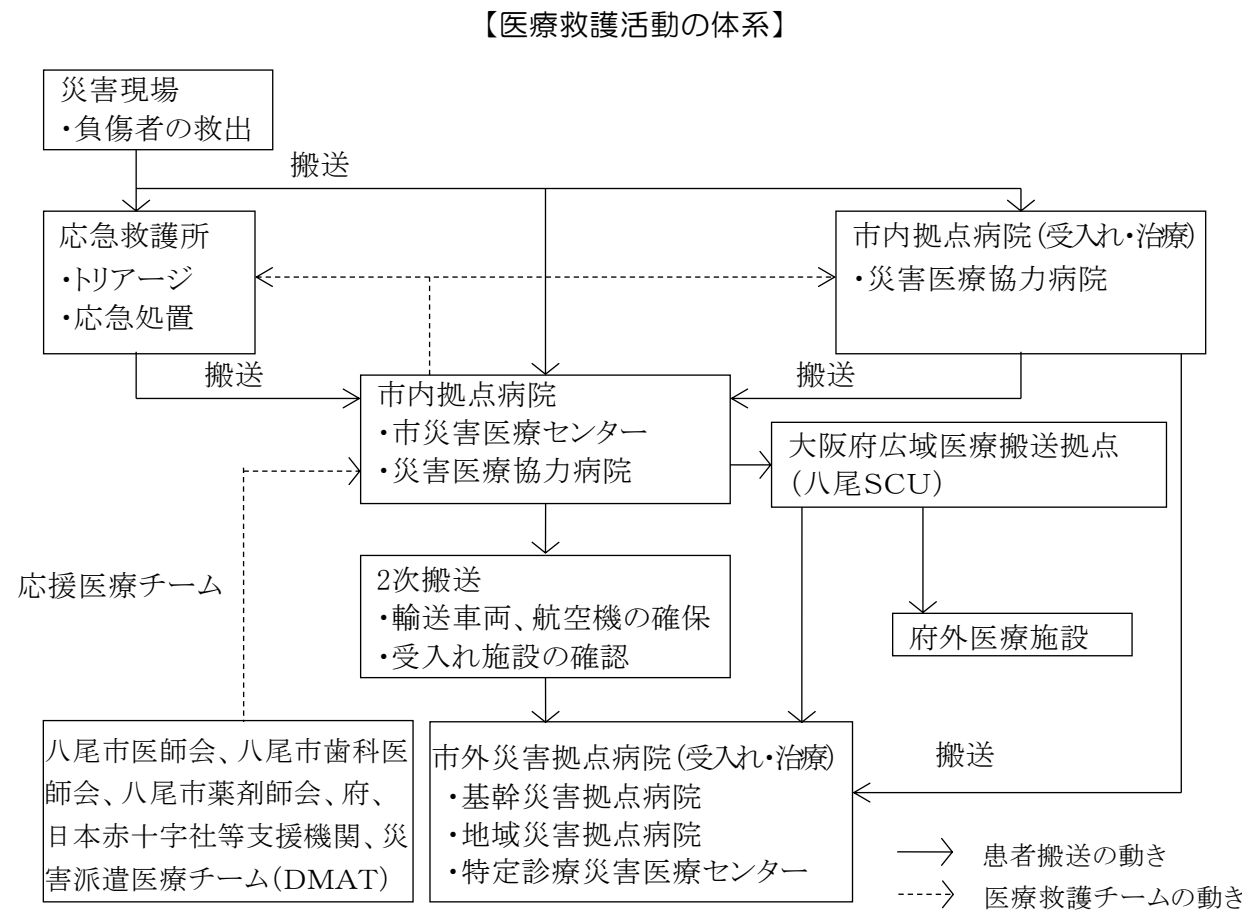 【医療救護活動の体系】
災害現場
・負傷者の救出
搬送
応急救護所
・トリアージ
・応急処置
市内拠点病院(受入れ・治療)
・災害医療協力病院
搬送
搬送
市内拠点病院
・市災害医療センター
・災害医療協力病院
大阪府広域医療搬送拠点
(八尾SCU)
応援医療チーム
2次搬送
・輸送車両、航空機の確保
・受入れ施設の確認
府外医療施設
八尾市医師会、八尾市歯科医
師会、八尾市薬剤師会、府、
日本赤十字社等支援機関、災
害派遣医療チーム(DMAT)
市外災害拠点病院(受入れ・治療)
・基幹災害拠点病院
・地域災害拠点病院
・特定診療災害医療センター
搬送
患者搬送の動き
医療救護チームの動き